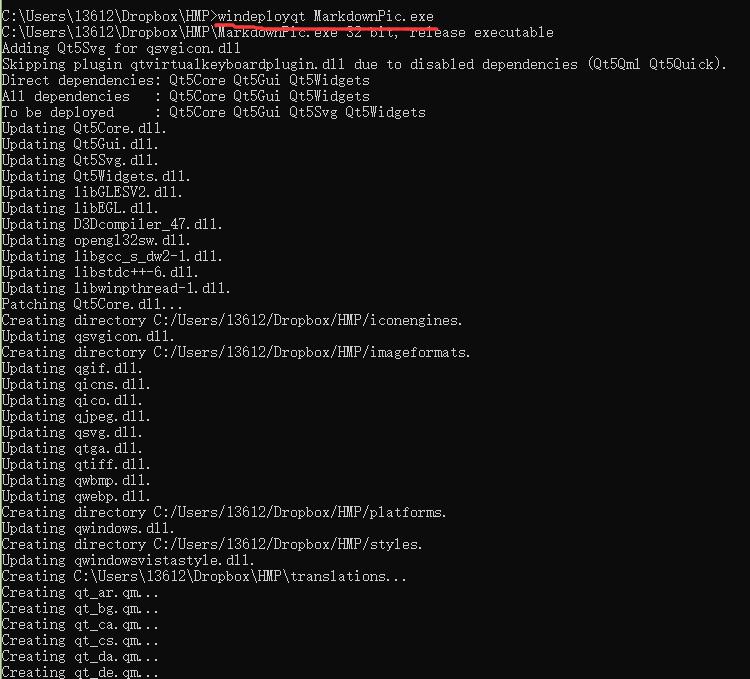 C:\Users\13612\Dropbox\HMP>windeployqt MarkdownPic.exe
C:\Users\13612\Dropbox\HMP\MarkdownPic.exe 32 bit, release executable
Adding Qt5Svg for qsvgicon.dll
Skipping plugin qtvirtualkeyboardplugin.dll due to disabled dependencies (Qt5Qml Qt5Quick).
Direct dependencies: Qt5Core Qt5Gui Qt5Widgets
All dependencies   : Qt5Core Qt5Gui Qt5Widgets
To be deployed     : Qt5Core Qt5Gui Qt5Svg Qt5Widgets
Updating Qt5Core.dll.
Updating Qt5Gui.dll.
Updating Qt5Svg.dll.
Updating Qt5Widgets.dll.
Updating libGLESV2.dll.
Updating libEGL.dll.
Updating D3Dcompiler_47.dll.
Updating opengl32sw.dll.
Updating libgcc_s_dw2-1.dll.
Updating libstdc++-6.dll.
Updating libwinpthread-1.dll.
Patching Qt5Core.dll...
Creating directory C:/Users/13612/Dropbox/HMP/iconengines.
Updating qsvgicon.dll.
Creating directory C:/Users/13612/Dropbox/HMP/imageformats.
Updating qgif.dll.
Updating qicns.dll.
Updating qico.dll.
Updating qjpeg.dll.
Updating qsvg.dll.
Updating qtga.dll.
Updating qtiff.dll.
Updating qwbmp.dll.
Updating qwebp.dll.
Creating directory C:/Users/13612/Dropbox/HMP/platforms.
Updating qwindows.dll.
Creating directory C:/Users/13612/Dropbox/HMP/styles.
Updating qwindowsvistastyle.dll.
Creating C:\Users\13612\Dropbox\HMP\translations...
Creating qt_ar.qm...
Creating qt_bg.qm...
Creating qt_ca.qm...
Creating qt_cs.qm...
Creating qt_da.qm...
Creating qt_de.qm...